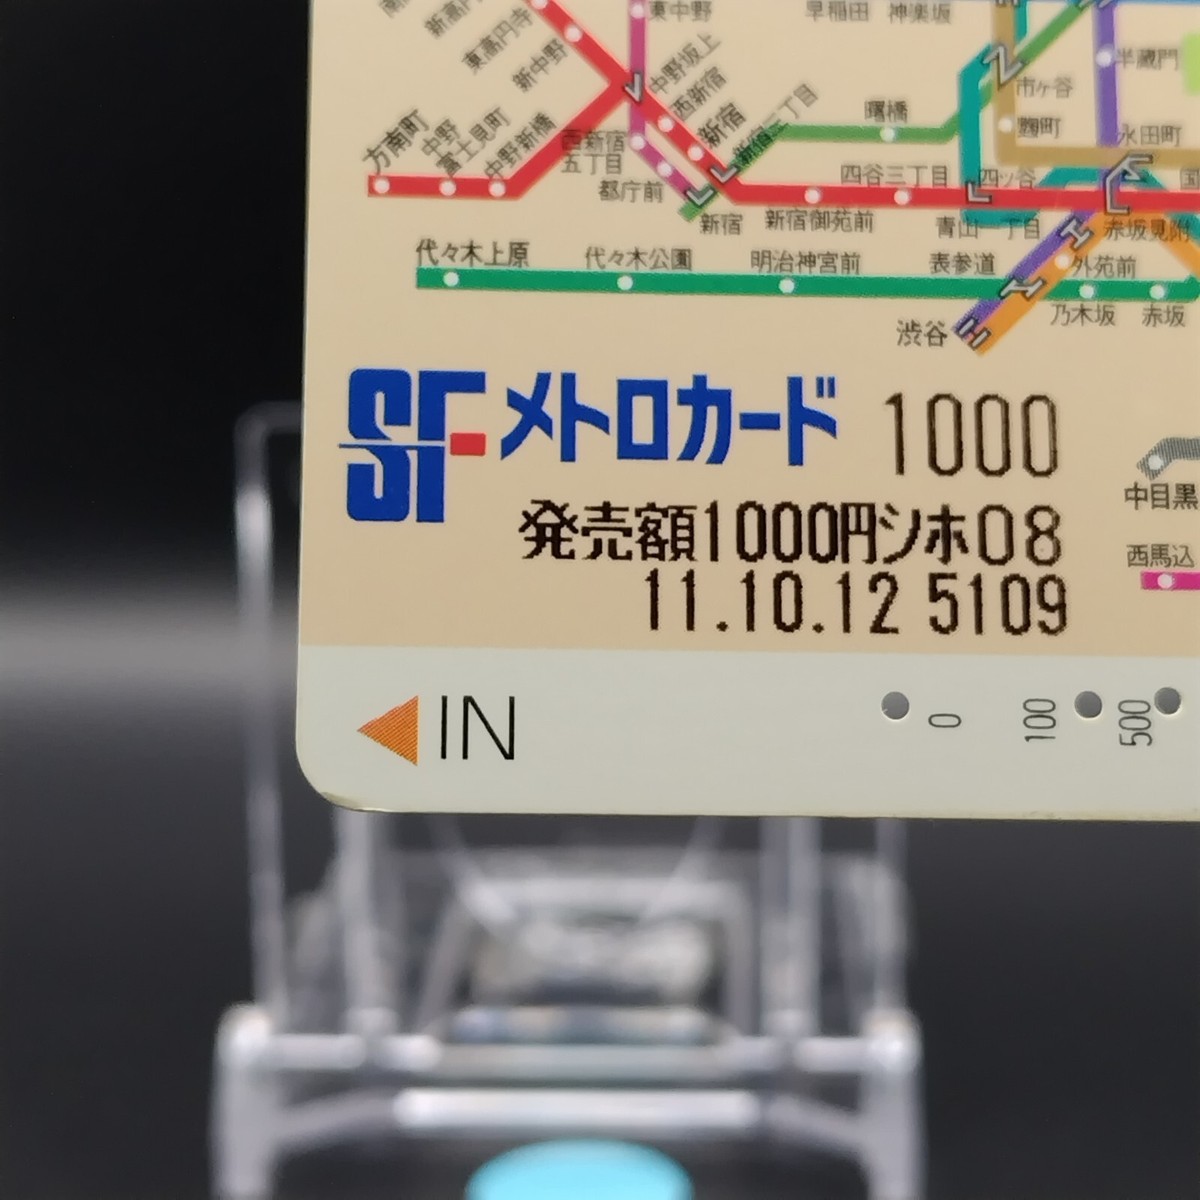 東中野
早稲田 神楽坂
東高円寺
新中野
中野坂上
西新宿
新宿
新宿三丁目
曙橋
市ヶ谷
半蔵門
麹町
永田町
方南町
中野
富士見町
中野新橋
西新宿
五丁目
都庁前
新宿
新宿御苑前
四谷三丁目
四ツ谷
青山一丁目
赤坂見附
代々木上原
代々木公園
明治神宮前
表参道
外苑前
乃木坂
赤坂
渋谷
SF メトロカード 1000
発売額1000円シホ08
11.10.12 5109
中目黒
西馬込
IN
0
100
500